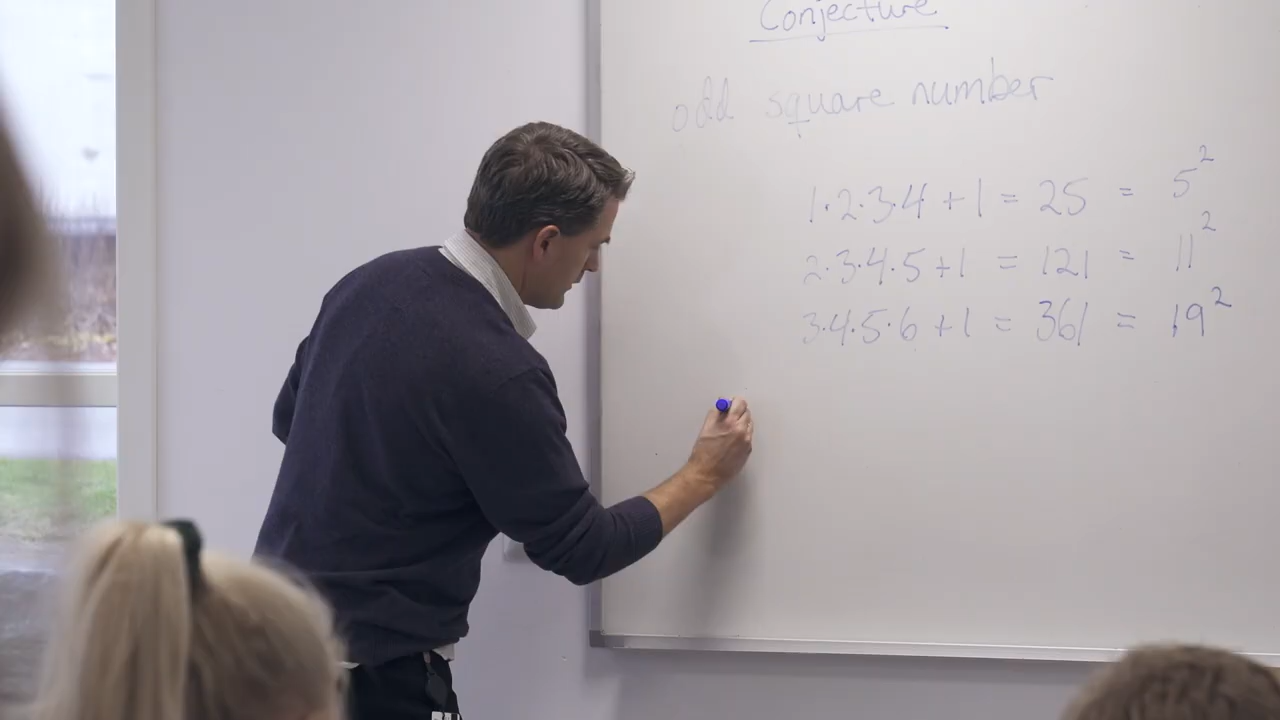 Conjecture
odd square number
1·2·3·4 + 1 = 25 = 5²
2·3·4·5 + 1 = 121 = 11²
3·4·5·6 + 1 = 361 = 19²